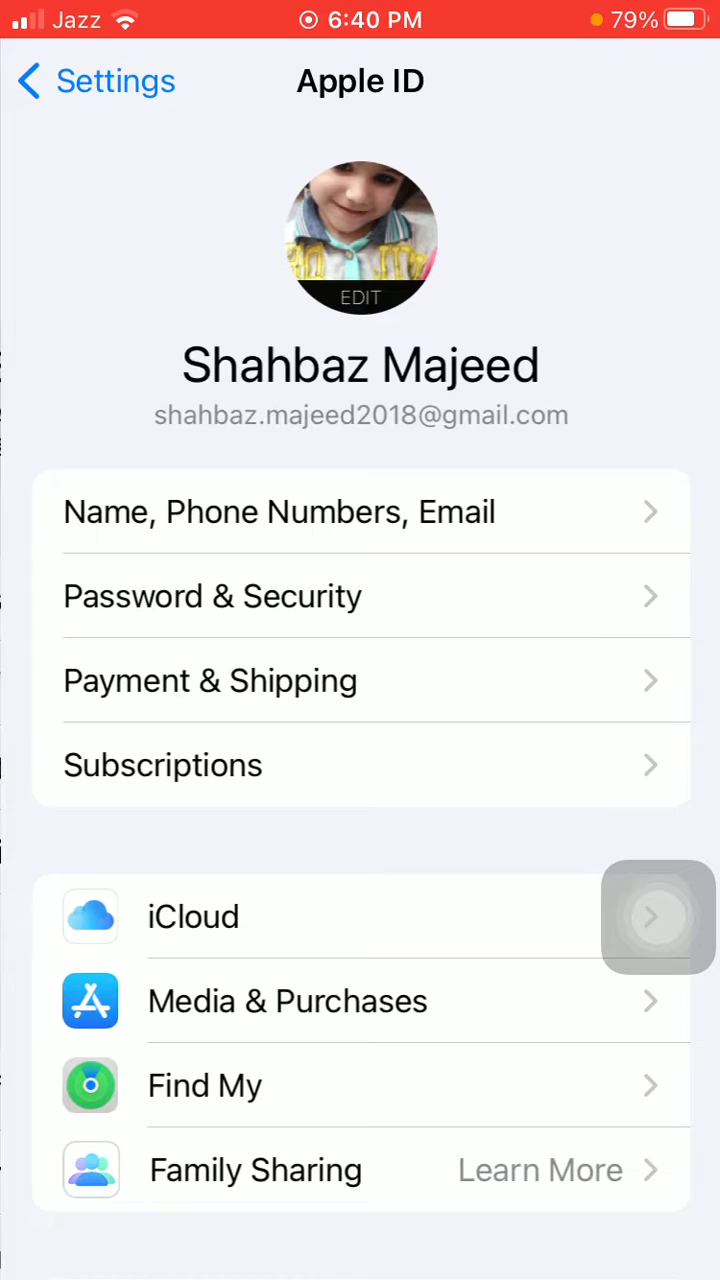 Jazz 6:40 PM 79%
Settings Apple ID
EDIT
Shahbaz Majeed
shahbaz.majeed2018@gmail.com
Name, Phone Numbers, Email
Password & Security
Payment & Shipping
Subscriptions
iCloud
Media & Purchases
Find My
Family Sharing Learn More